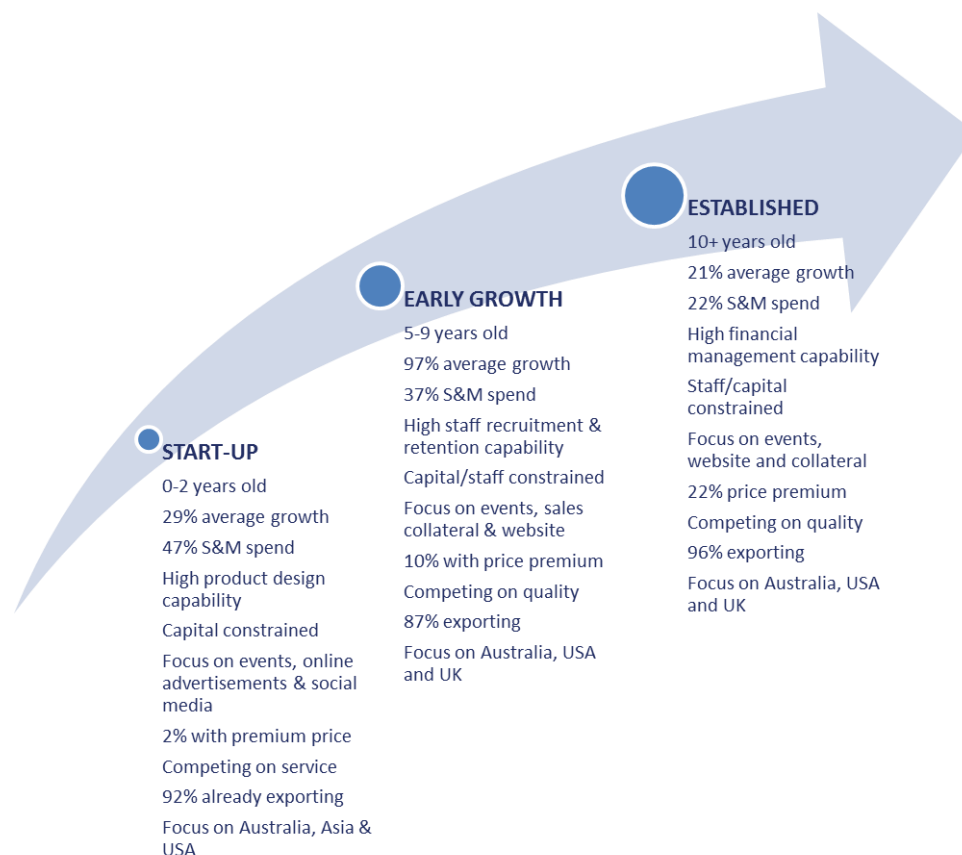 START-UP
0-2 years old
29% average growth
47% S&M spend
High product design
capability
Capital constrained
Focus on events, online
advertisements & social
media
2% with premium price
Competing on service
92% already exporting
Focus on Australia, Asia &
USA
EARLY GROWTH
5-9 years old
97% average growth
37% S&M spend
High staff recruitment &
retention capability
Capital/staff constrained
Focus on events, sales
collateral & website
10% with price premium
Competing on quality
87% exporting
Focus on Australia, USA
and UK
ESTABLISHED
10+ years old
21% average growth
22% S&M spend
High financial
management capability
Staff/capital
constrained
Focus on events,
website and collateral
22% price premium
Competing on quality
96% exporting
Focus on Australia, USA
and UK